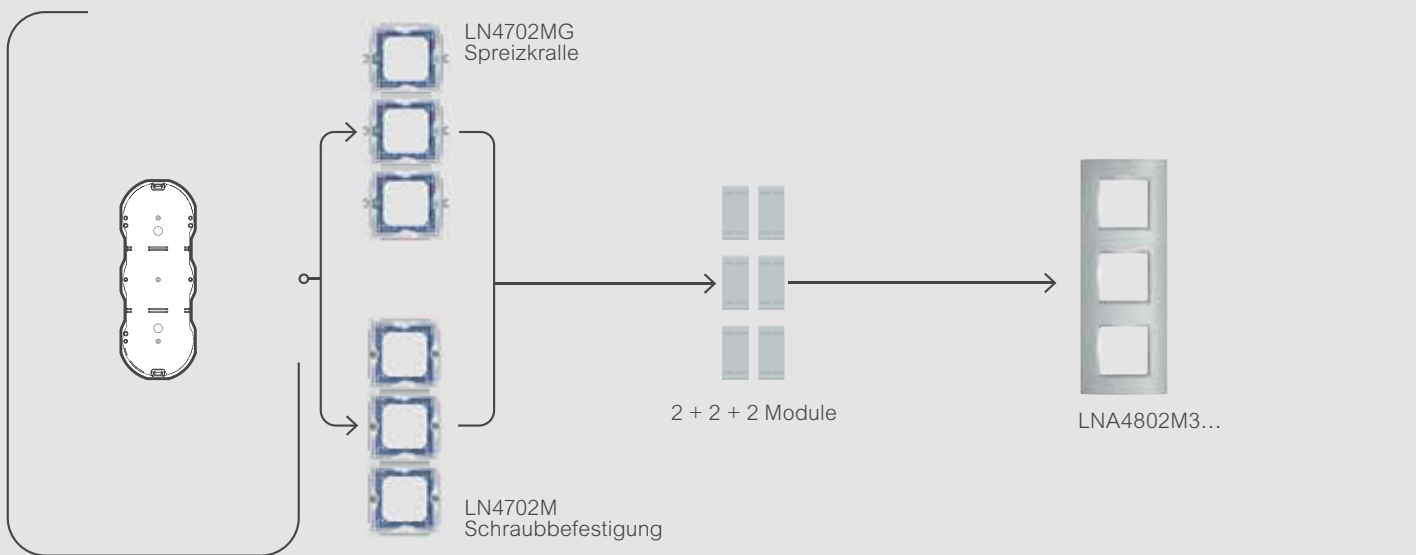 LN4702MG
Spreizkralle
2 + 2 + 2 Module
LNA4802M3...
LN4702M
Schraubbefestigung